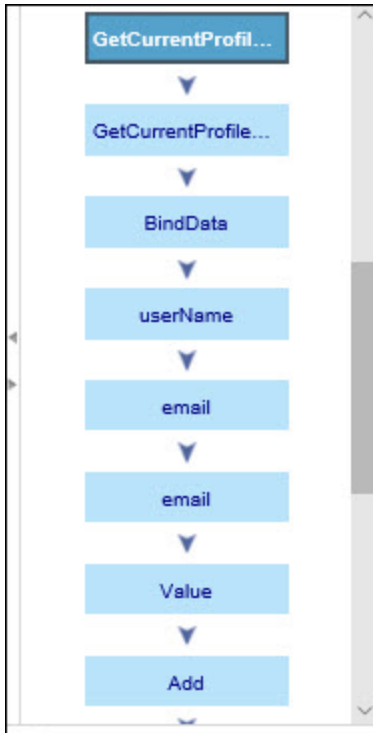 GetCurrentProfil...
GetCurrentProfile...
BindData
userName
email
email
Value
Add